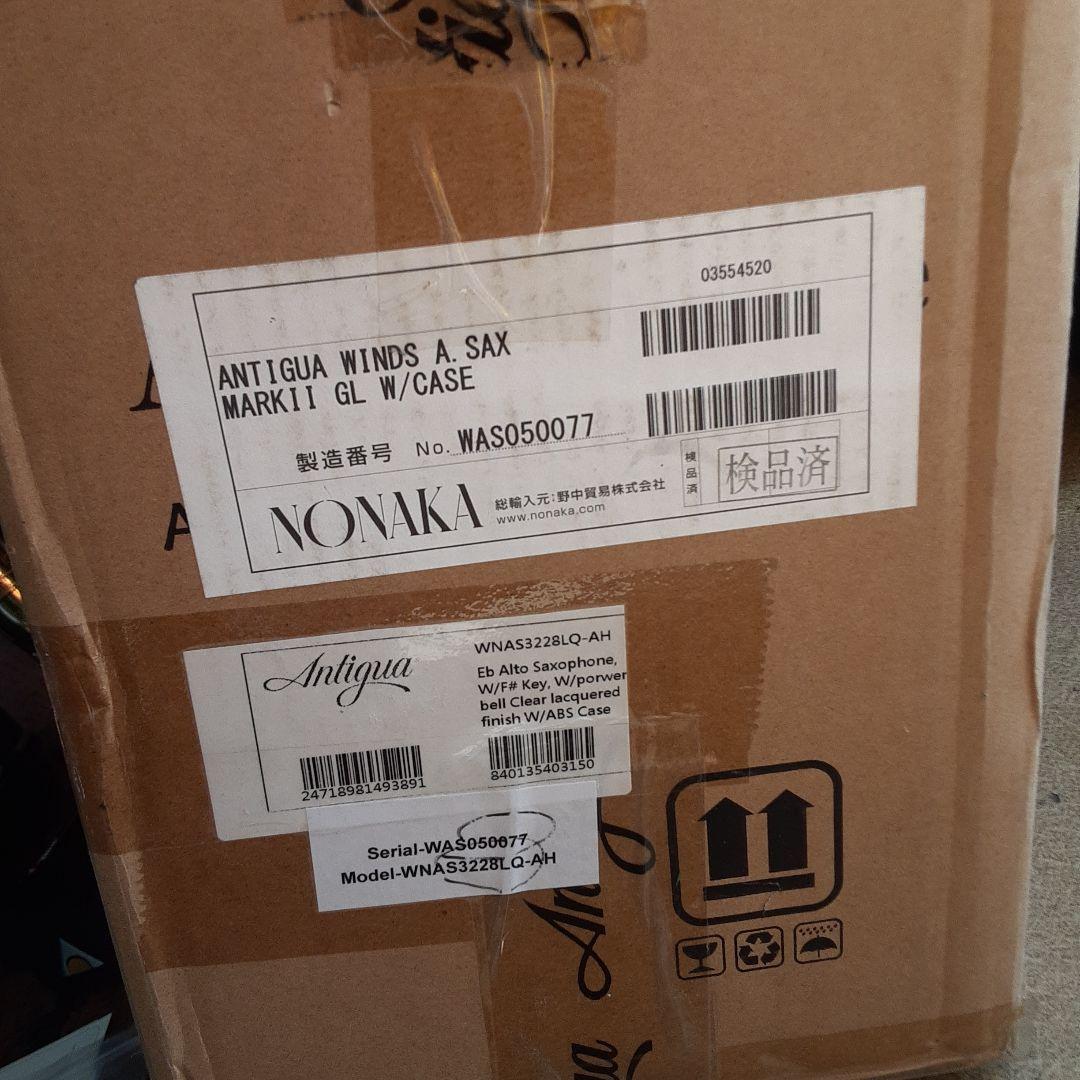 03554520
ANTIGUA WINDS A. SAX
MARKII GL W/CASE
製造番号 No. WAS050077
NONAKA
総輸入元:野中貿易株式会社
www.nonaka.com
検品済
検品済
Antigua
WNAS3228LQ-AH
Eb Alto Saxophone,
W/F# Key, W/porwer
bell Clear lacquered
finish W/ABS Case
24718981493891
840135403150
Serial-WAS050077
Model-WNAS3228LQ-AH